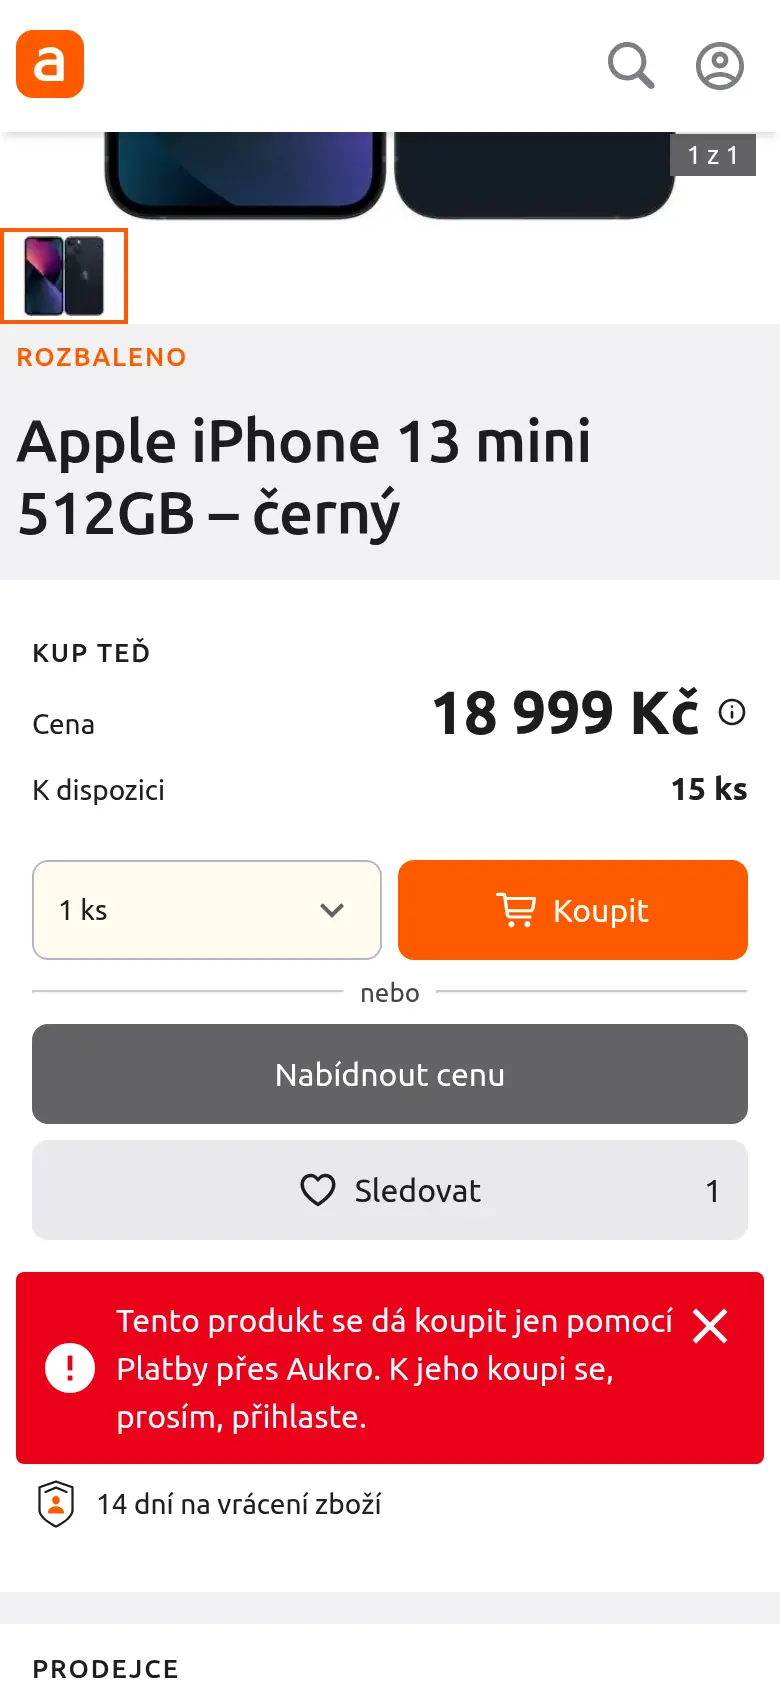 a
1 z 1
ROZBALENO
Apple iPhone 13 mini
512GB – černý
KUP TEĎ
Cena
18 999 Kč
K dispozici
15 ks
1 ks
Koupit
nebo
Nabídnout cenu
Sledovat
1
Tento produkt se dá koupit jen pomocí
Platby přes Aukro. K jeho koupi se,
prosím, přihlaste.
14 dní na vrácení zboží
PRODEJCE